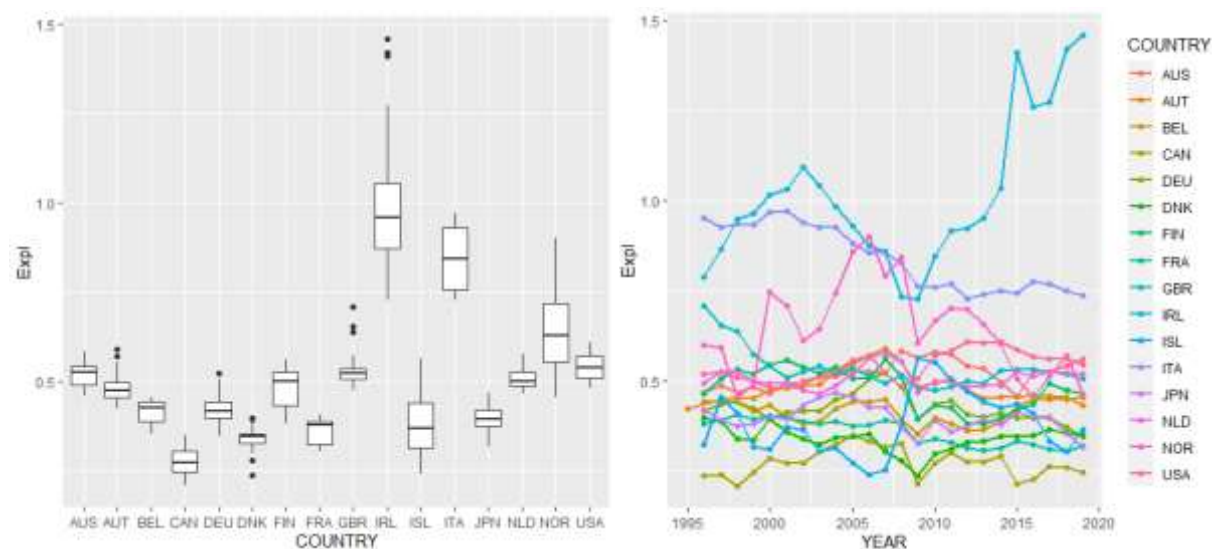 1.5
1.0
0.5
Expl
AUS AUT BEL CAN DEU DNK FIN FRA GBR IRL ISL ITA JPN NLD NOR USA
COUNTRY
1.5
1.0
0.5
Expl
1995 2000 2005 2010 2015 2020
YEAR
COUNTRY
AUS
AUT
BEL
CAN
DEU
DNK
FIN
FRA
GBR
IRL
ISL
ITA
JPN
NLD
NOR
USA